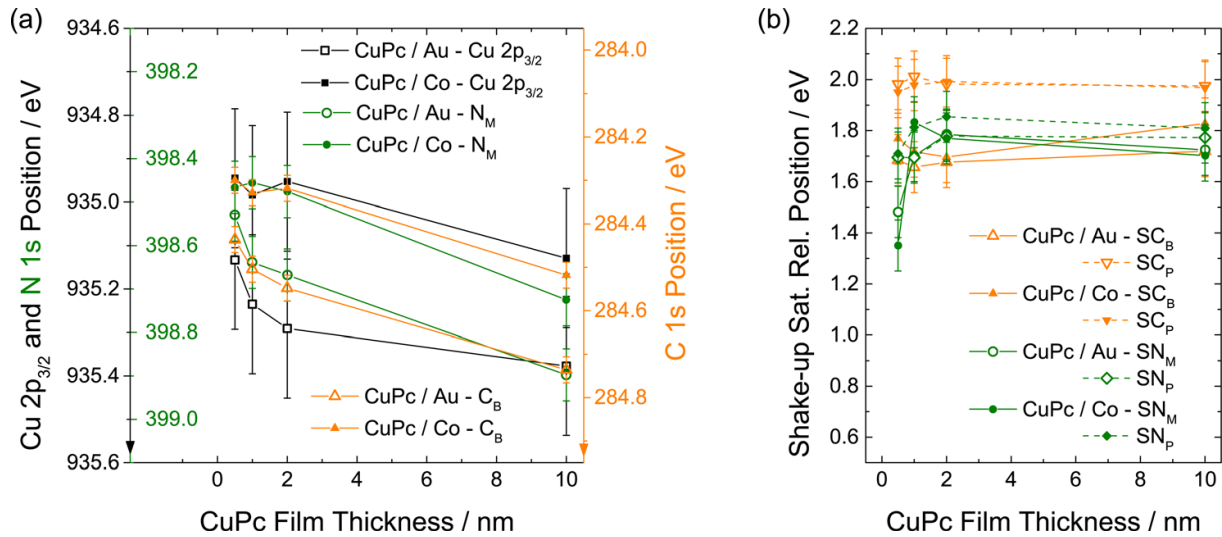 (a)
934.6
934.8
935.0
935.2
935.4
935.6
Cu 2p3/2 and N 1s Position / eV
398.2
398.4
398.6
398.8
399.0
CuPc / Au - Cu 2p3/2
CuPc / Co - Cu 2p3/2
CuPc / Au - NM
CuPc / Co - NM
CuPc / Au - CB
CuPc / Co - CB
284.0
284.2
284.4
284.6
284.8
C 1s Position / eV
0 2 4 6 8 10
CuPc Film Thickness / nm
(b)
2.2
2.0
1.8
1.6
1.4
1.2
1.0
0.8
0.6
Shake-up Sat. Rel. Position / eV
CuPc / Au - SCB
SCP
CuPc / Co - SCB
SCP
CuPc / Au - SNM
SNP
CuPc / Co - SNM
SNP
0 2 4 6 8 10
CuPc Film Thickness / nm